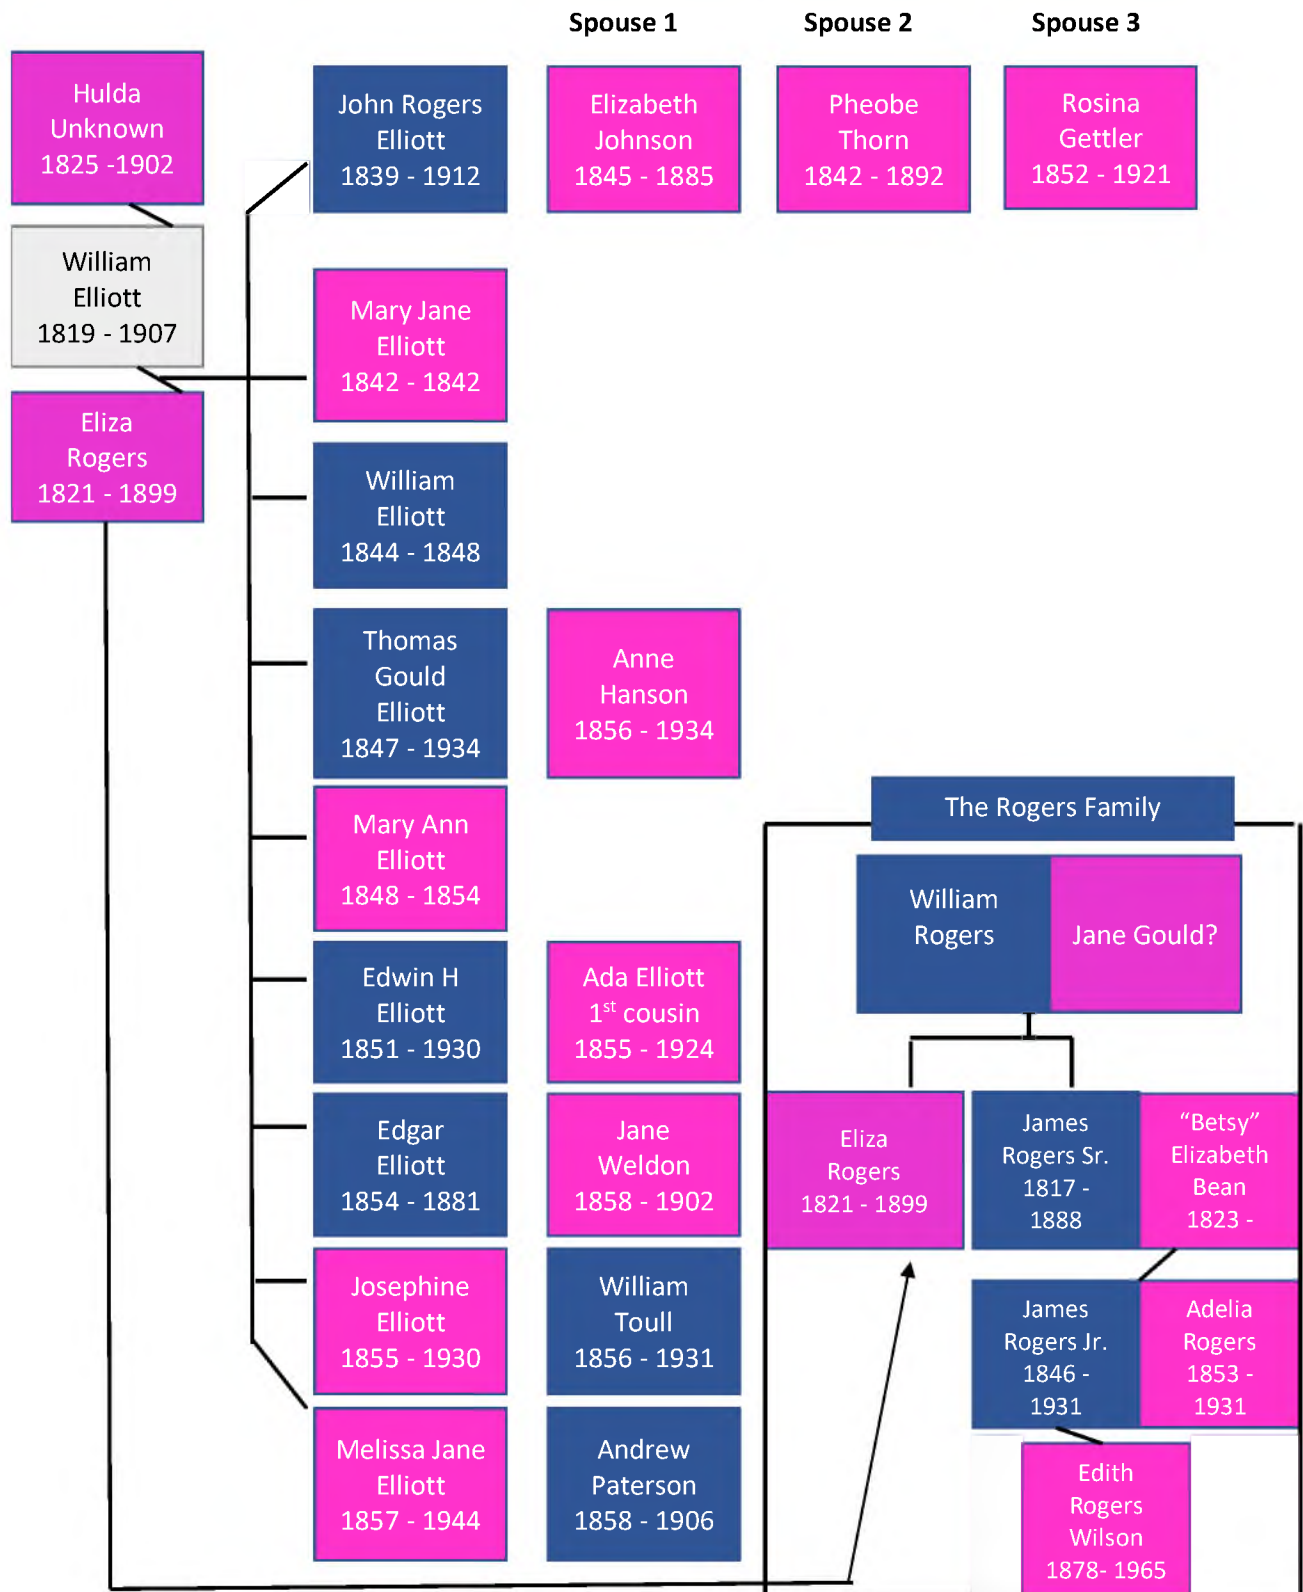 Spouse 1
Spouse 2
Spouse 3
Hulda
Unknown
1825 -1902
William
Elliott
1819 - 1907
Eliza
Rogers
1821 - 1899
John Rogers
Elliott
1839 - 1912
Elizabeth
Johnson
1845 - 1885
Pheobe
Thorn
1842 - 1892
Rosina
Gettler
1852 - 1921
Mary Jane
Elliott
1842 - 1842
William
Elliott
1844 - 1848
Thomas
Gould
Elliott
1847 - 1934
Anne
Hanson
1856 - 1934
Mary Ann
Elliott
1848 - 1854
Edwin H
Elliott
1851 - 1930
Ada Elliott
1st cousin
1855 - 1924
Edgar
Elliott
1854 - 1881
Jane
Weldon
1858 - 1902
Josephine
Elliott
1855 - 1930
William
Toull
1856 - 1931
Melissa Jane
Elliott
1857 - 1944
Andrew
Paterson
1858 - 1906
The Rogers Family
William
Rogers
Jane Gould?
Eliza
Rogers
1821 - 1899
James
Rogers Sr.
1817 -
1888
“Betsy”
Elizabeth
Bean
1823 -
James
Rogers Jr.
1846 -
1931
Adelia
Rogers
1853 -
1931
Edith
Rogers
Wilson
1878- 1965